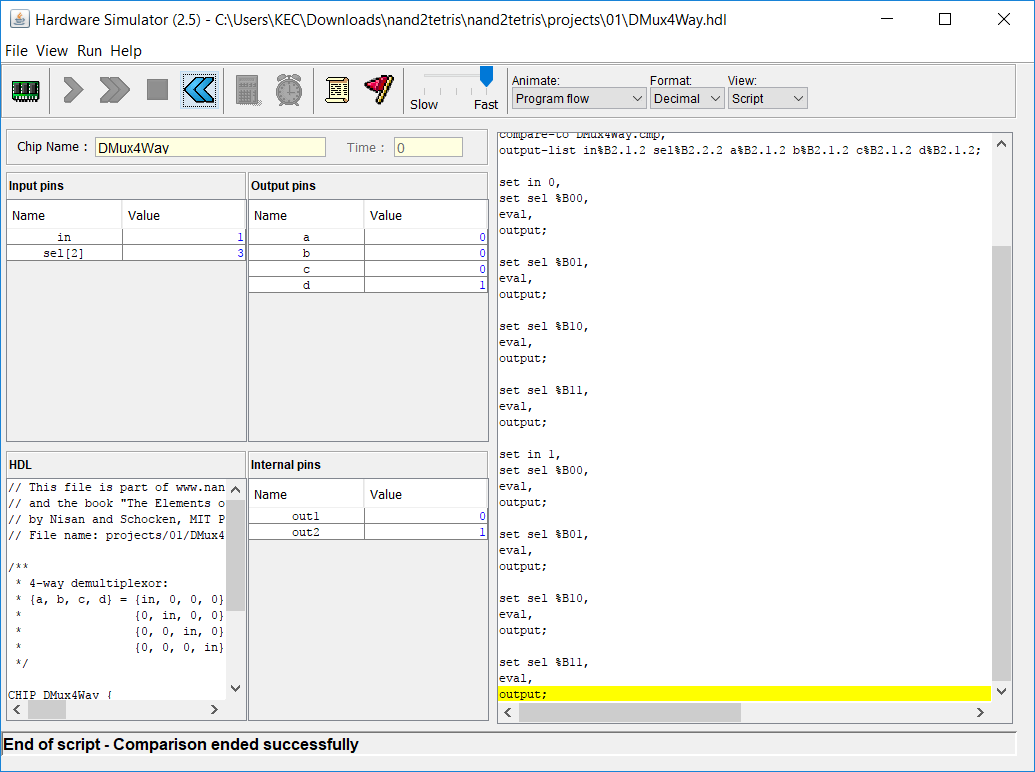 Hardware Simulator (2.5) - C:\Users\KEC\Downloads\nand2tetris\nand2tetris\projects\01\DMux4Way.hdl
File View Run Help
Slow Fast
Animate: Format: View:
Program flow Decimal Script
Chip Name : DMux4Way Time : 0
Input pins
Name Value
in 1
sel[2] 3
Output pins
Name Value
a 0
b 0
c 0
d 1
HDL
// This file is part of www.nan
// and the book "The Elements o
// by Nisan and Schocken, MIT P
// File name: projects/01/DMux4
/**
* 4-way demultiplexor:
* {a, b, c, d} = {in, 0, 0, 0}
* {0, in, 0, 0}
* {0, 0, in, 0}
* {0, 0, 0, in}
*/
CHIP DMux4Way {
Internal pins
Name Value
out1 0
out2 1
compare-to DMux4Way.cmp,
output-list in%B2.1.2 sel%B2.2.2 a%B2.1.2 b%B2.1.2 c%B2.1.2 d%B2.1.2;
set in 0,
set sel %B00,
eval,
output;
set sel %B01,
eval,
output;
set sel %B10,
eval,
output;
set sel %B11,
eval,
output;
set in 1,
set sel %B00,
eval,
output;
set sel %B01,
eval,
output;
set sel %B10,
eval,
output;
set sel %B11,
eval,
output;
End of script - Comparison ended successfully